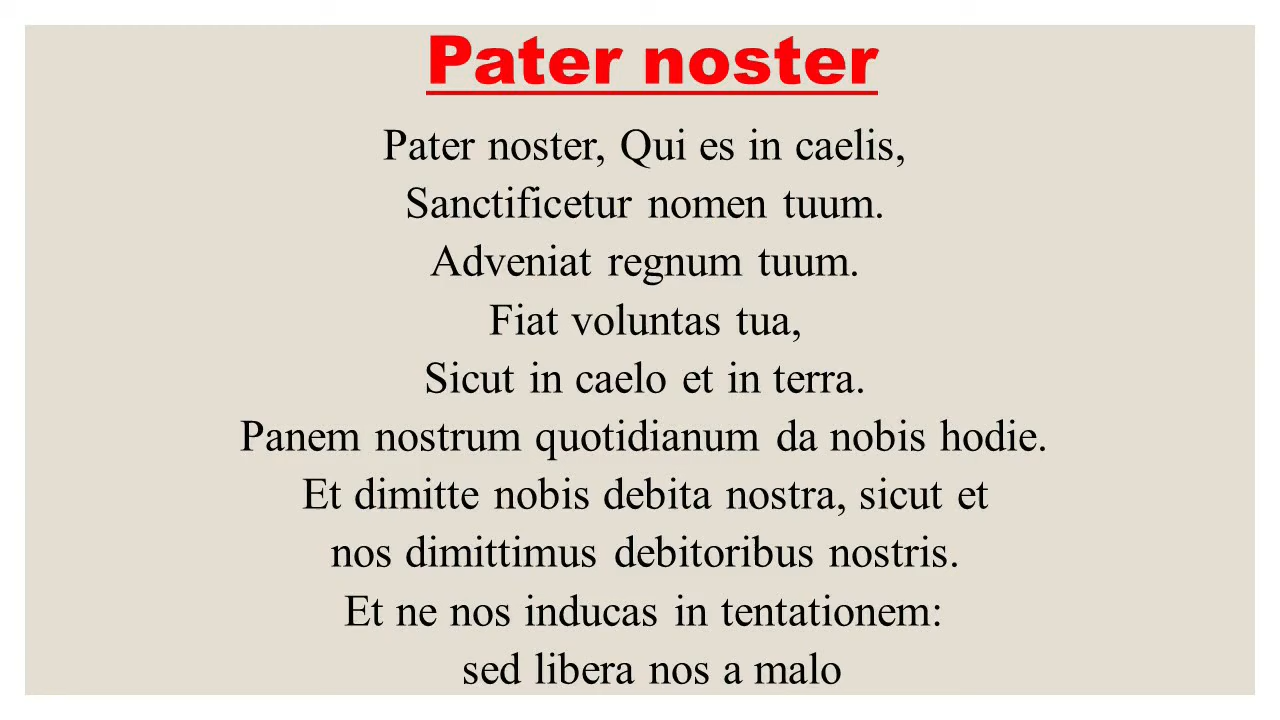 Pater noster
Pater noster, Qui es in caelis,
Sanctificetur nomen tuum.
Adveniat regnum tuum.
Fiat voluntas tua,
Sicut in caelo et in terra.
Panem nostrum quotidianum da nobis hodie.
Et dimitte nobis debita nostra, sicut et
nos dimittimus debitoribus nostris.
Et ne nos inducas in tentationem:
sed libera nos a malo